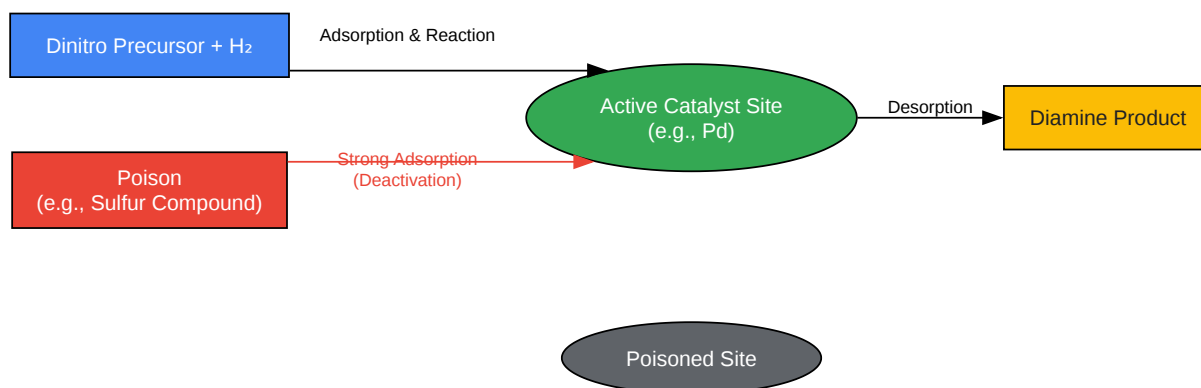 Dinitro Precursor + H₂
Adsorption & Reaction
Active Catalyst Site
(e.g., Pd)
Desorption
Diamine Product
Poison
(e.g., Sulfur Compound)
Strong Adsorption
(Deactivation)
Poisoned Site